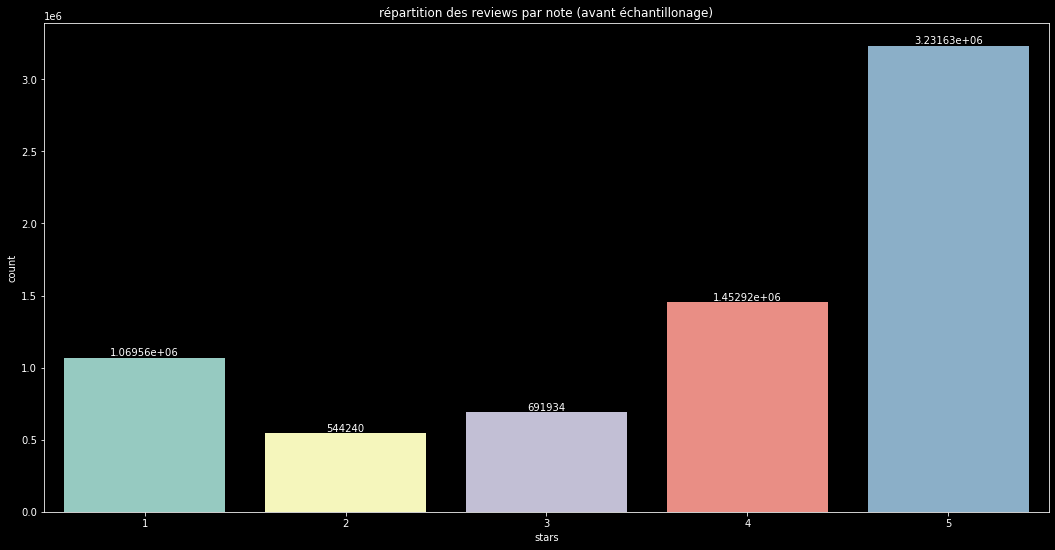 répartition des reviews par note (avant échantillonage)
1e6
3.23163e+06
3.0
2.5
2.0
1.5
1.45292e+06
1.06956e+06
1.0
691934
544240
0.5
0.0
count
1 2 3 4 5
stars